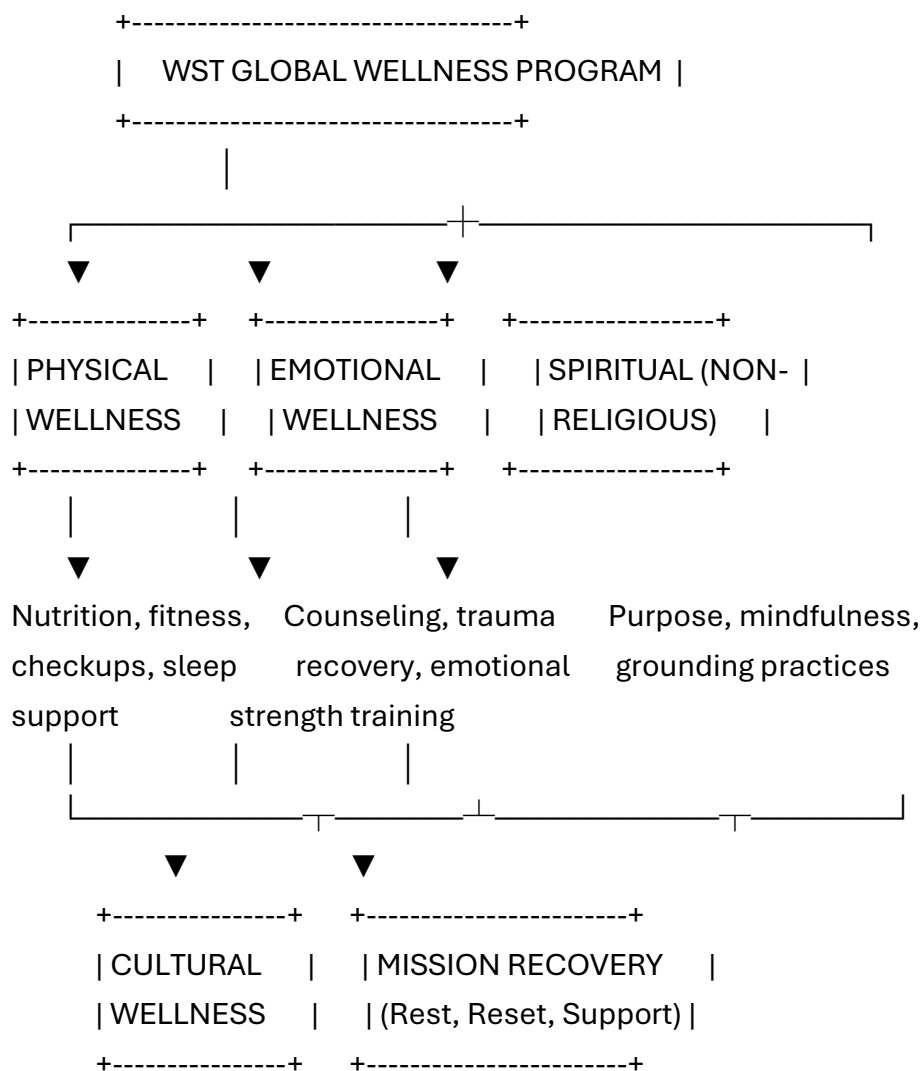 +---------------------------------+
| WST GLOBAL WELLNESS PROGRAM |
+---------------------------------+
|
┌───────────────────────┼────────────────────────┐
▼ ▼ ▼
+---------------+ +----------------+ +------------------+
| PHYSICAL | | EMOTIONAL | | SPIRITUAL (NON- |
| WELLNESS | | WELLNESS | | RELIGIOUS) |
+---------------+ +----------------+ +------------------+
| | |
▼ ▼ ▼
Nutrition, fitness, Counseling, trauma Purpose, mindfulness,
checkups, sleep recovery, emotional grounding practices
support strength training
| | |
└──────────────┬─────────┴───────────────┬─────────┘
▼ ▼
+----------------+ +-----------------------+
| CULTURAL | | MISSION RECOVERY |
| WELLNESS | | (Rest, Reset, Support) |
+----------------+ +-----------------------+